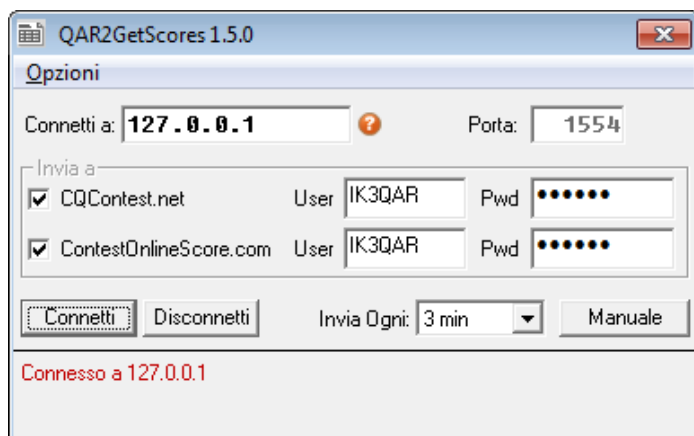 QAR2GetScores 1.5.0
Opzioni
Connetti a: 127.0.0.1 ? Porta: 1554
Invia a
CQContest.net User IK3QAR Pwd ●●●●●●
ContestOnlineScore.com User IK3QAR Pwd ●●●●●●
Connetti Disconnetti Invia Ogni: 3 min Manuale
Connesso a 127.0.0.1